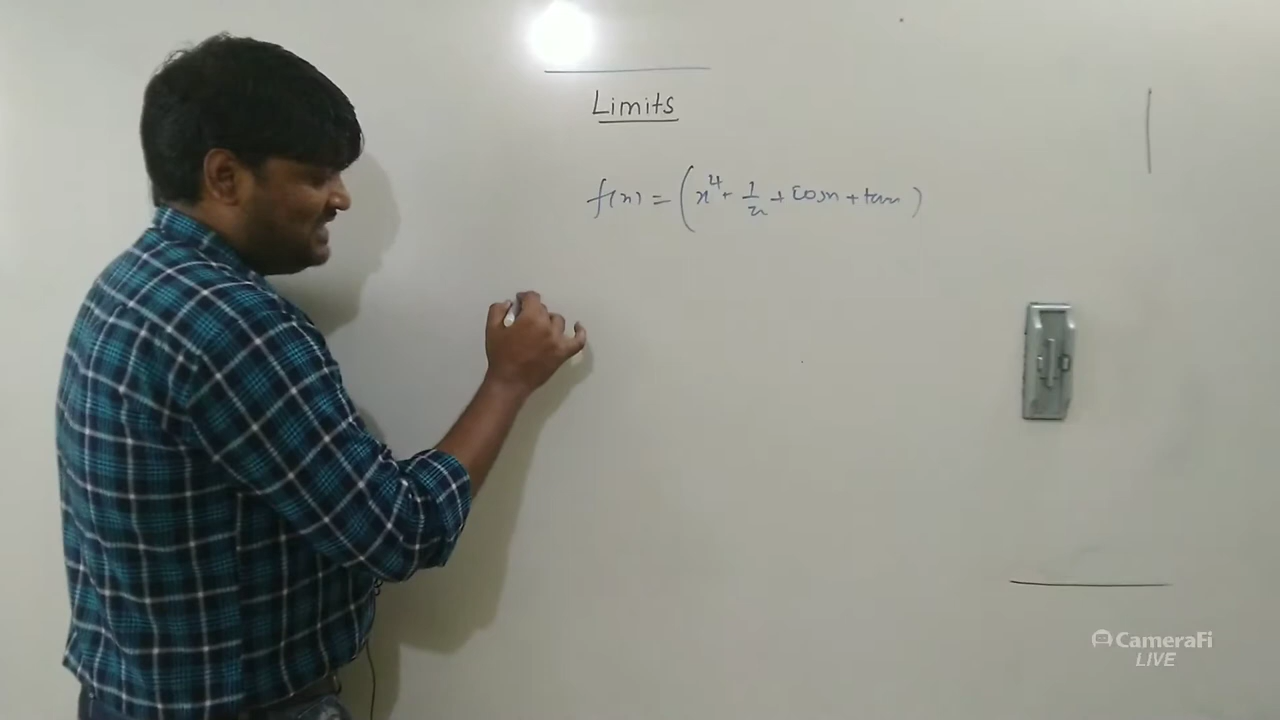 Limits
f(x) = (x⁴ + 1/x + cosx + tanx)
CameraFi
LIVE